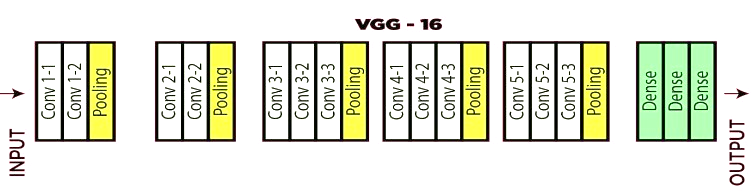 VGG - 16
INPUT
Conv 1-1
Conv 1-2
Pooling
Conv 2-1
Conv 2-2
Pooling
Conv 3-1
Conv 3-2
Conv 3-3
Pooling
Conv 4-1
Conv 4-2
Conv 4-3
Pooling
Conv 5-1
Conv 5-2
Conv 5-3
Pooling
Dense
Dense
Dense
OUTPUT